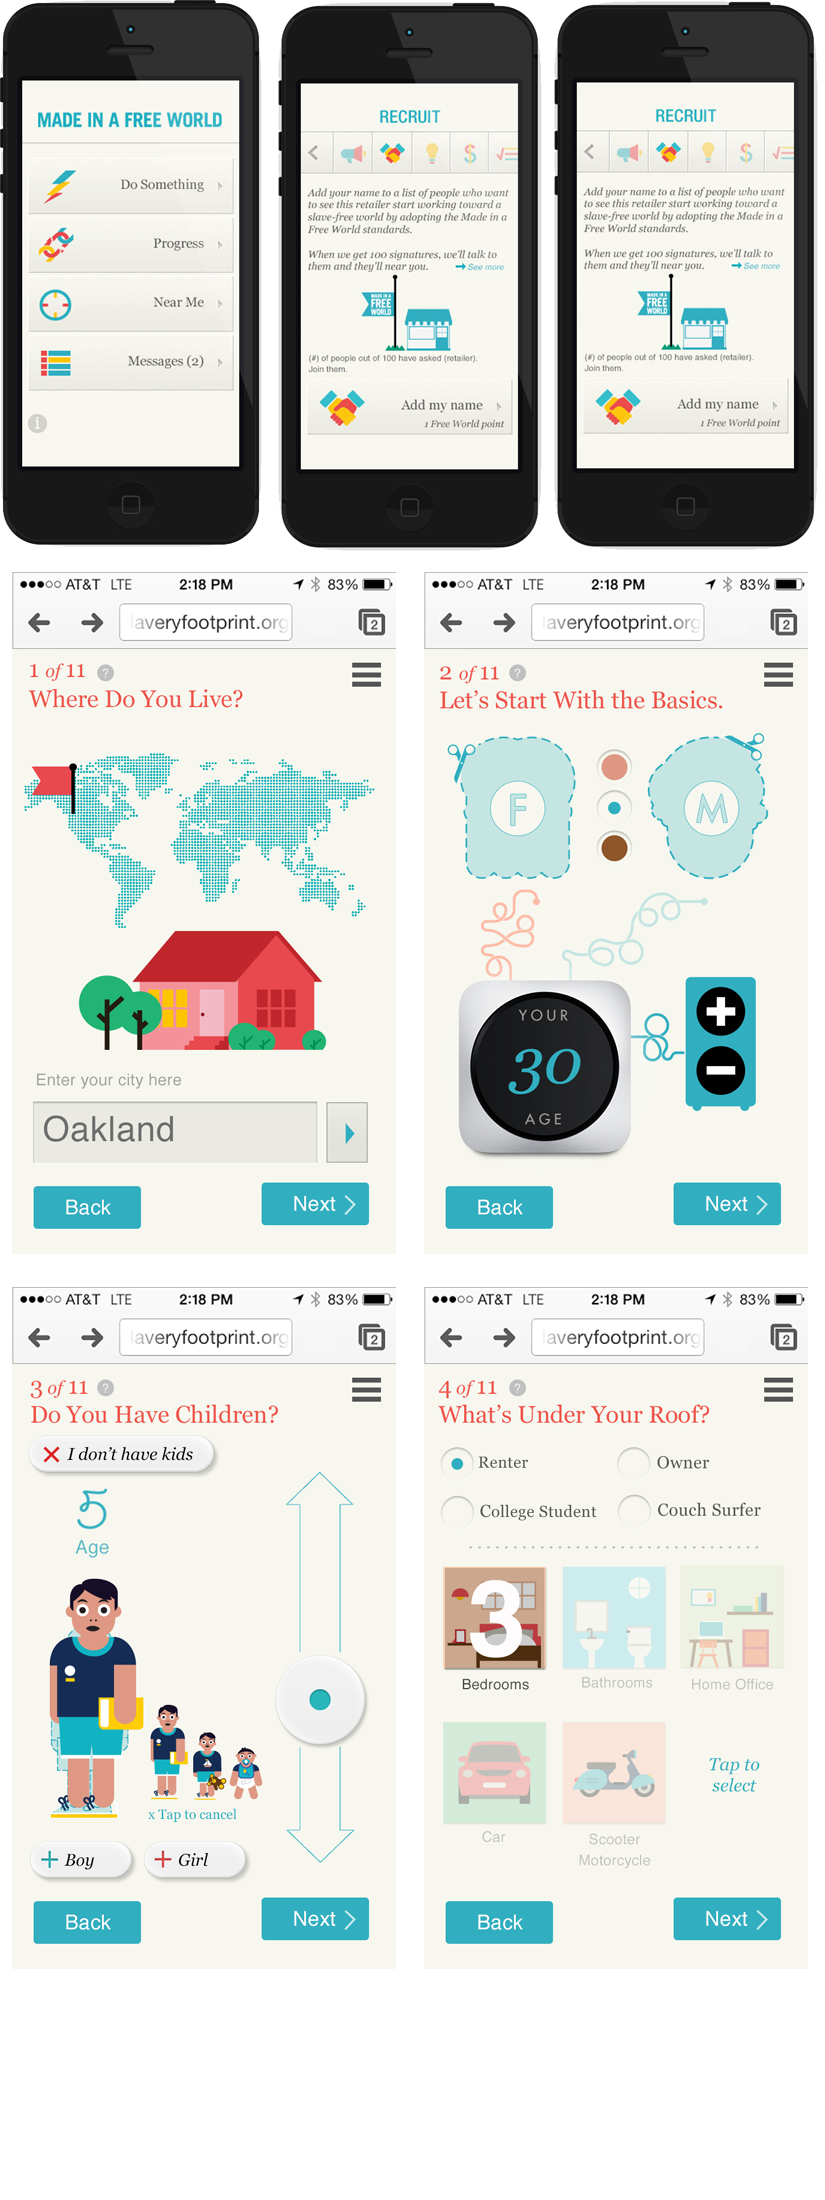 MADE IN A FREE WORLD
Do Something
Progress
Near Me
Messages (2)
i
RECRUIT
$
Add your name to a list of people who want
to see this retailer start working toward a
slave-free world by adopting the Made in a
Free World standards.
When we get 100 signatures, we'll talk to
them and they'll near you. See more
MADE IN A
FREE
WORLD
(#) of people out of 100 have asked (retailer).
Join them.
Add my name
1 Free World point
RECRUIT
$
Add your name to a list of people who want
to see this retailer start working toward a
slave-free world by adopting the Made in a
Free World standards.
When we get 100 signatures, we'll talk to
them and they'll near you. See more
MADE IN A
FREE
WORLD
(#) of people out of 100 have asked (retailer).
Join them.
Add my name
1 Free World point
AT&T LTE 2:18 PM 83%
laveryfootprint.org 2
1 of 11 ?
Where Do You Live?
Enter your city here
Oakland
Back Next
AT&T LTE 2:18 PM 83%
laveryfootprint.org 2
2 of 11 ?
Let's Start With the Basics.
F M
YOUR
30
AGE
Back Next
AT&T LTE 2:18 PM 83%
laveryfootprint.org 2
3 of 11 ?
Do You Have Children?
I don't have kids
5
Age
x Tap to cancel
+ Boy + Girl
Back Next
AT&T LTE 2:18 PM 83%
laveryfootprint.org 2
4 of 11 ?
What's Under Your Roof?
Renter Owner
College Student Couch Surfer
3
Bedrooms Bathrooms Home Office
Tap to
select
Car Scooter
Motorcycle
Back Next